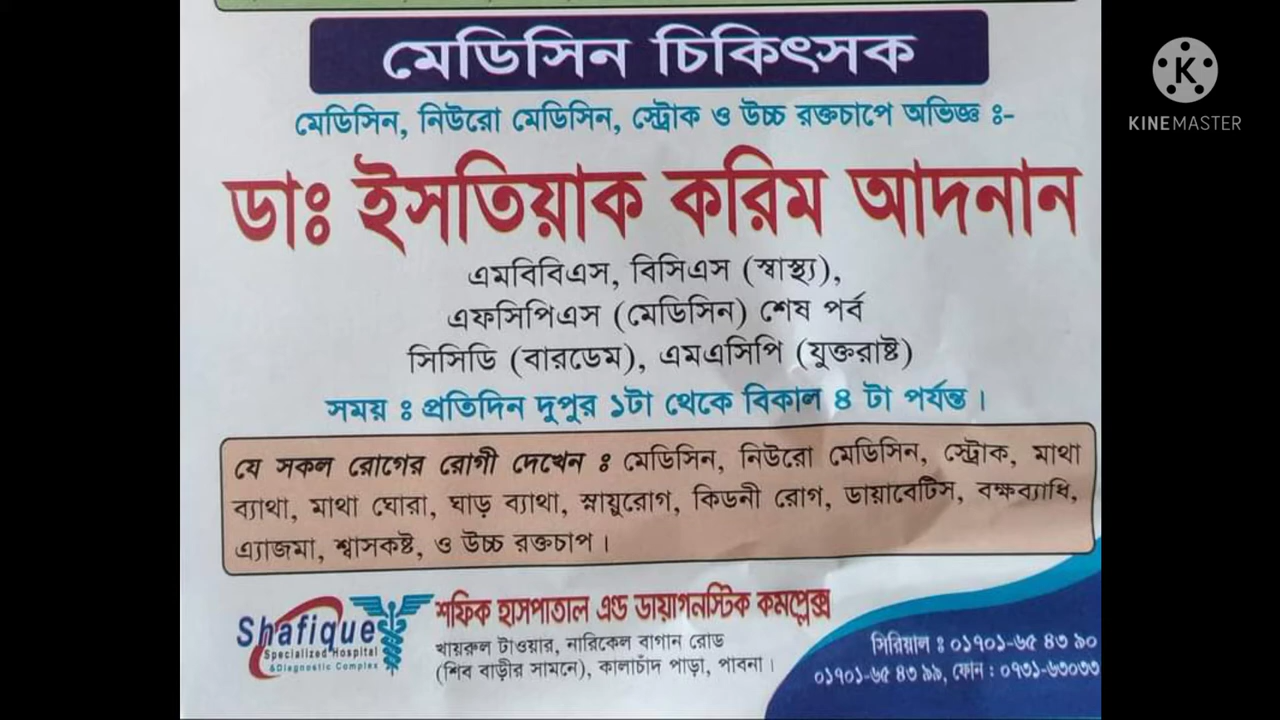 মেডিসিন চিকিৎসক
মেডিসিন, নিউরো মেডিসিন, স্ট্রোক ও উচ্চ রক্তচাপে অভিজ্ঞ ঃ-
ডাঃ ইসতিয়াক করিম আদনান
এমবিবিএস, বিসিএস (স্বাস্থ্য),
এফসিপিএস (মেডিসিন) শেষ পর্ব
সিসিডি (বারডেম), এমএসিপি (যুক্তরাষ্ট)
সময় ঃ প্রতিদিন দুপুর ১টা থেকে বিকাল ৪ টা পর্যন্ত।
যে সকল রোগের রোগী দেখেন ঃ মেডিসিন, নিউরো মেডিসিন, স্ট্রোক, মাথা
ব্যাথা, মাথা ঘোরা, ঘাড় ব্যাথা, স্নায়ুরোগ, কিডনী রোগ, ডায়াবেটিস, বক্ষব্যাধি,
এ্যাজমা, শ্বাসকষ্ট, ও উচ্চ রক্তচাপ।
Shafique
Specialized Hospital
&Diagnostic Complex
শফিক হাসপাতাল এন্ড ডায়াগনস্টিক কমপ্লেক্স
খায়রুল টাওয়ার, নারিকেল বাগান রোড
(শিব বাড়ীর সামনে), কালাচাঁদ পাড়া, পাবনা।
সিরিয়াল ঃ ০১৭০১-৬৫ ৪৩ ৯০
০১৭০১-৬৫ ৪৩ ৯৯, ফোন : ০৭৩১-৬৩০৩৩
K
KINEMASTER